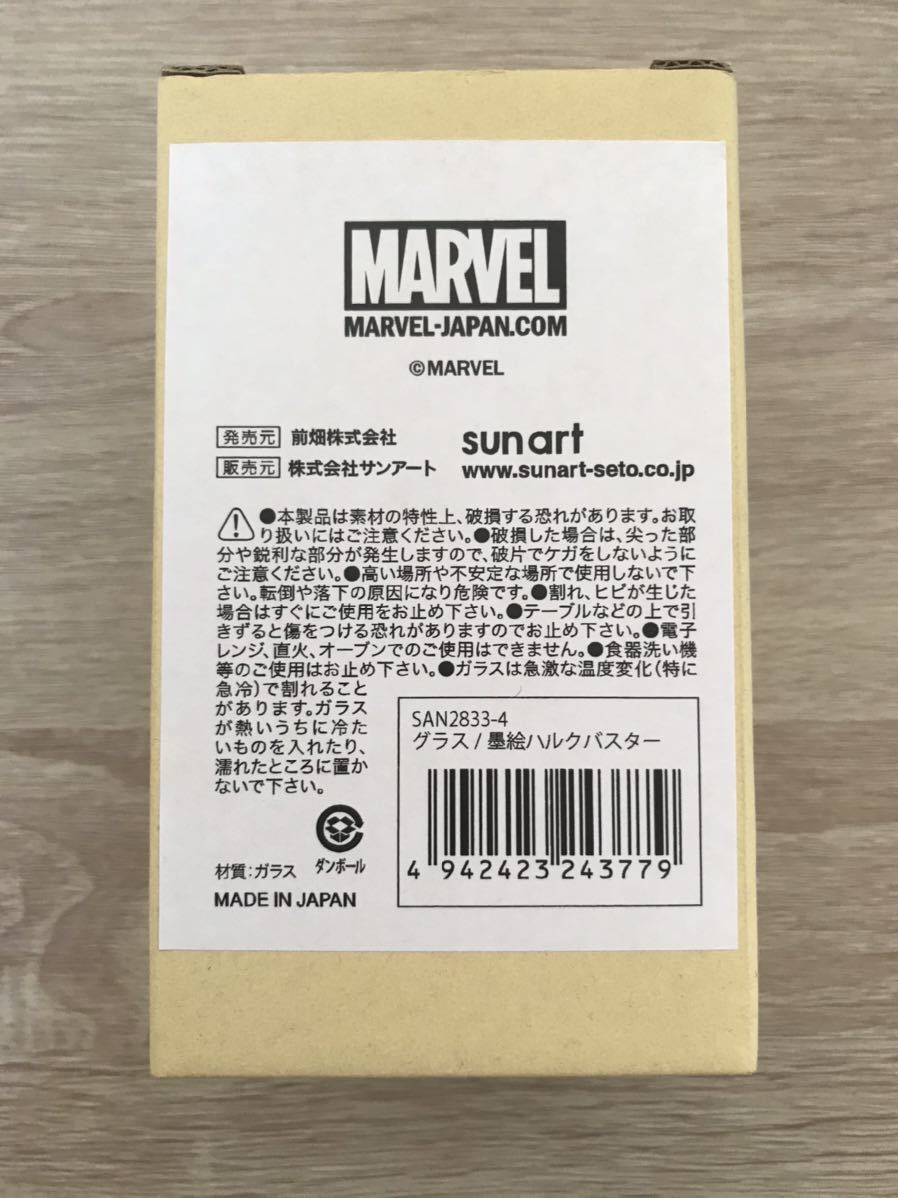 MARVEL
MARVEL-JAPAN.COM
©MARVEL
発売元 前畑株式会社
販売元 株式会社サンアート
sun art
www.sunart-seto.co.jp
●本製品は素材の特性上、破損する恐れがあります。お取
り扱いにはご注意ください。●破損した場合は、尖った部
分や鋭利な部分が発生しますので、破片でケガをしないように
ご注意ください。●高い場所や不安定な場所で使用しないで下
さい。転倒や落下の原因になり危険です。●割れ、ヒビが生じた
場合はすぐにご使用をお止め下さい。●テーブルなどの上で引
きずると傷をつける恐れがありますのでお止め下さい。●電子
レンジ、直火、オーブンでのご使用はできません。●食器洗い機
等のご使用はお止め下さい。●ガラスは急激な温度変化(特に
急冷)で割れること
があります。ガラス
が熱いうちに冷た
いものを入れたり、
濡れたところに置か
ないで下さい。
材質:ガラス
ダンボール
MADE IN JAPAN
SAN2833-4
グラス/墨絵ハルクバスター
4 942423 243779